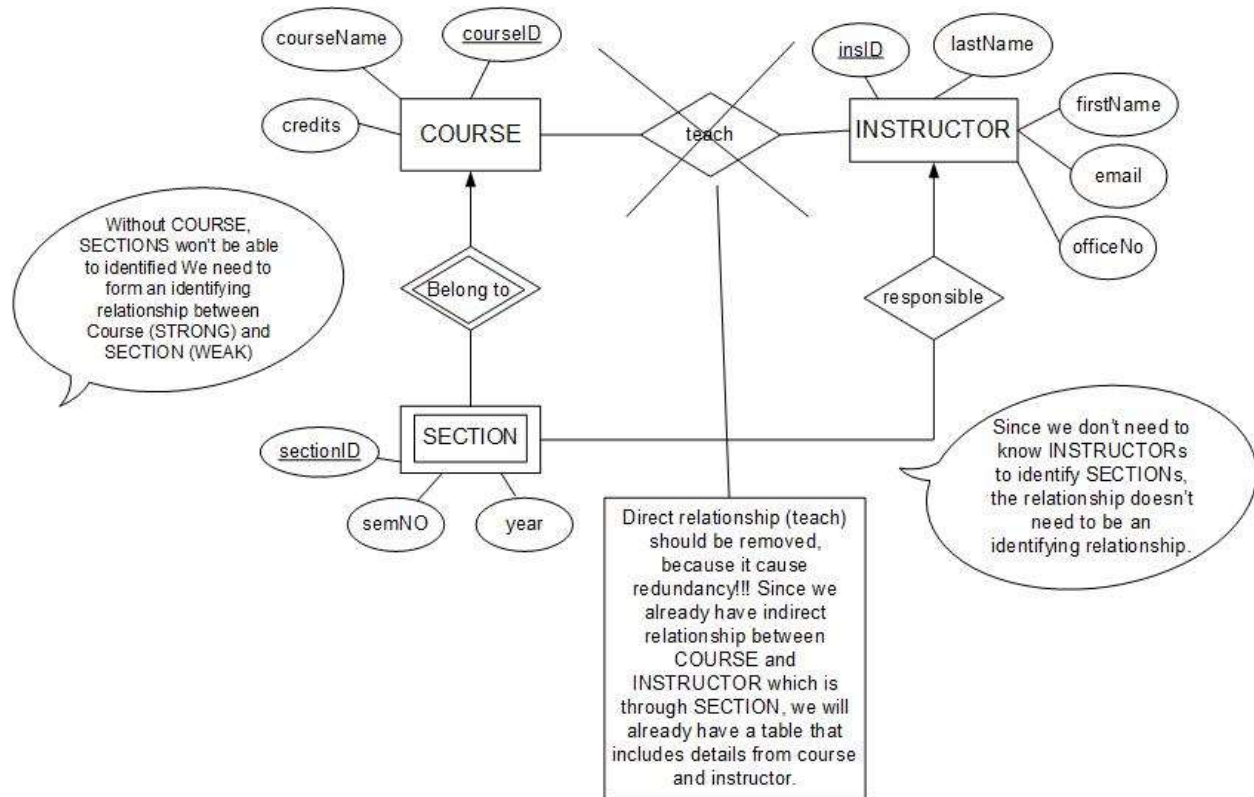 courseName
courseID
credits
COURSE
teach
insID
lastName
INSTRUCTOR
firstName
email
officeNo
Without COURSE,
SECTIONS won't be able
to identified We need to
form an identifying
relationship between
Course (STRONG) and
SECTION (WEAK)
Belong to
responsible
SECTION
sectionID
semNO
year
Direct relationship (teach)
should be removed,
because it cause
redundancy!!! Since we
already have indirect
relationship between
COURSE and
INSTRUCTOR which is
through SECTION, we will
already have a table that
includes details from course
and instructor.
Since we don't need to
know INSTRUCTORs
to identify SECTIONs,
the relationship doesn't
need to be an
identifying relationship.